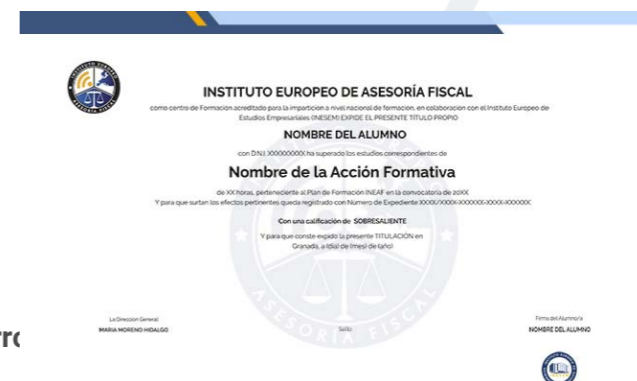 INSTITUTO EUROPEO DE ASESORÍA FISCAL
como centro de Formación acreditado para la impartición a nivel nacional de formación, en colaboración con el Instituto Europeo de
Estudios Empresariales (INESEM) EXPIDE EL PRESENTE TÍTULO PROPIO
NOMBRE DEL ALUMNO
con D.N.I. XXXXXXXXX ha superado los estudios correspondientes de
Nombre de la Acción Formativa
de XX horas, perteneciente al Plan de Formación INEAF en la convocatoria de 20XX
Y para que surtan los efectos pertinentes queda registrado con Número de Expediente XXXX/XXXX-XXXXXX-XXXX-XXXXXX.
Con una calificación de SOBRESALIENTE
Y para que conste expido la presente TITULACIÓN en
Granada, a (día) de (mes) de (año)
ASESORÍA FISCAL
La Dirección General
MARIA MORENO HIDALGO
Sello
Firma del Alumno/a
NOMBRE DEL ALUMNO